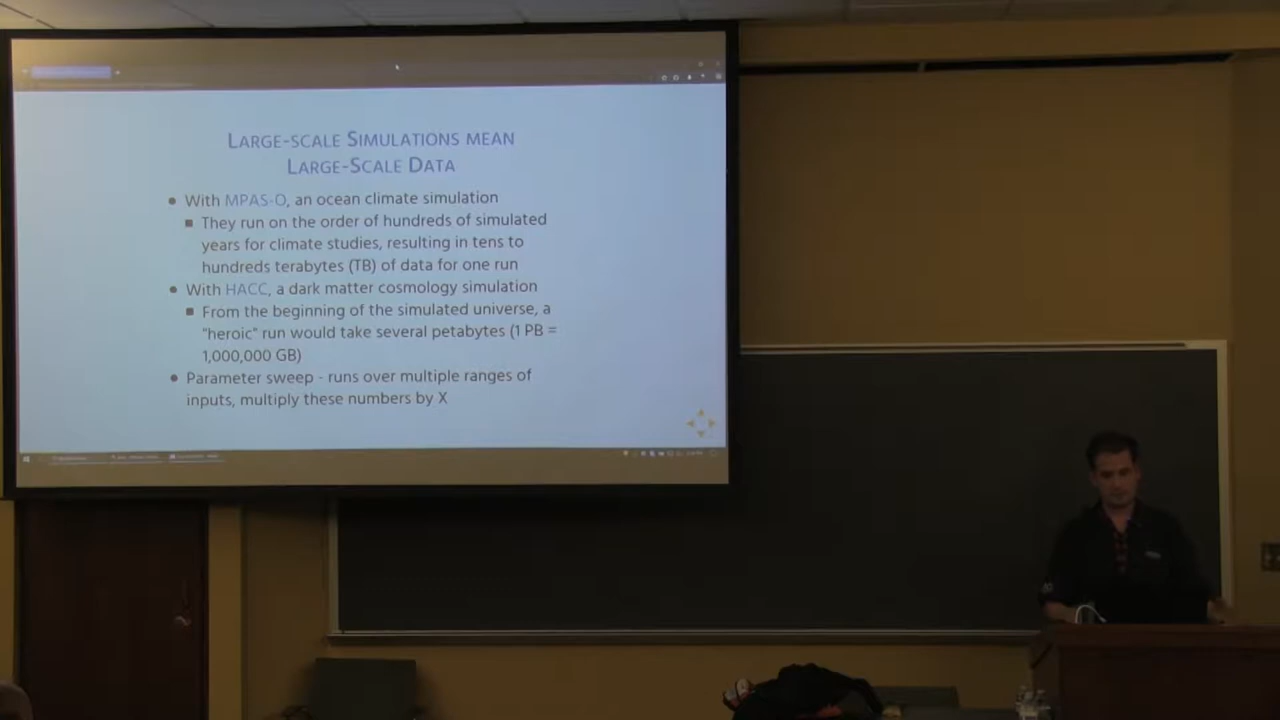 LARGE-SCALE SIMULATIONS MEAN
LARGE-SCALE DATA
• With MPAS-O, an ocean climate simulation
▪ They run on the order of hundreds of simulated
years for climate studies, resulting in tens to
hundreds terabytes (TB) of data for one run
• With HACC, a dark matter cosmology simulation
▪ From the beginning of the simulated universe, a
"heroic" run would take several petabytes (1 PB =
1,000,000 GB)
• Parameter sweep - runs over multiple ranges of
inputs, multiply these numbers by X